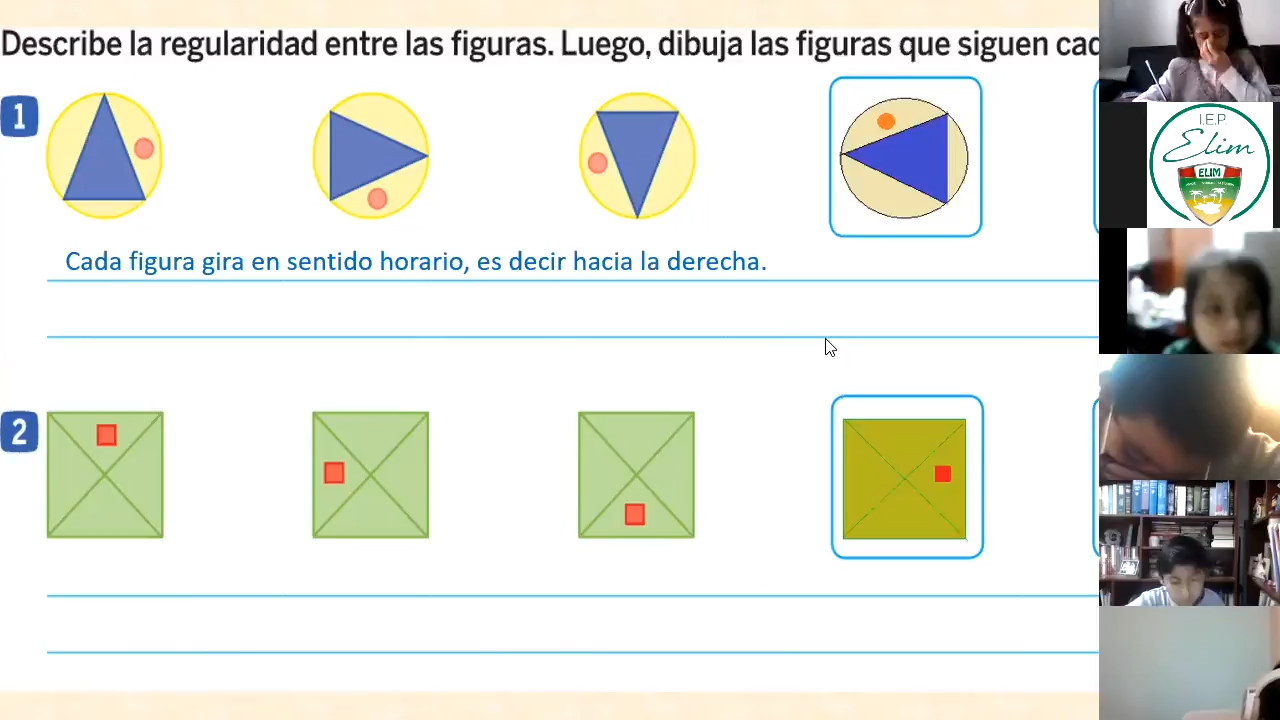 Describe la regularidad entre las figuras. Luego, dibuja las figuras que siguen cad
1
Cada figura gira en sentido horario, es decir hacia la derecha.
2
I.E.P.
Elim
ELIM